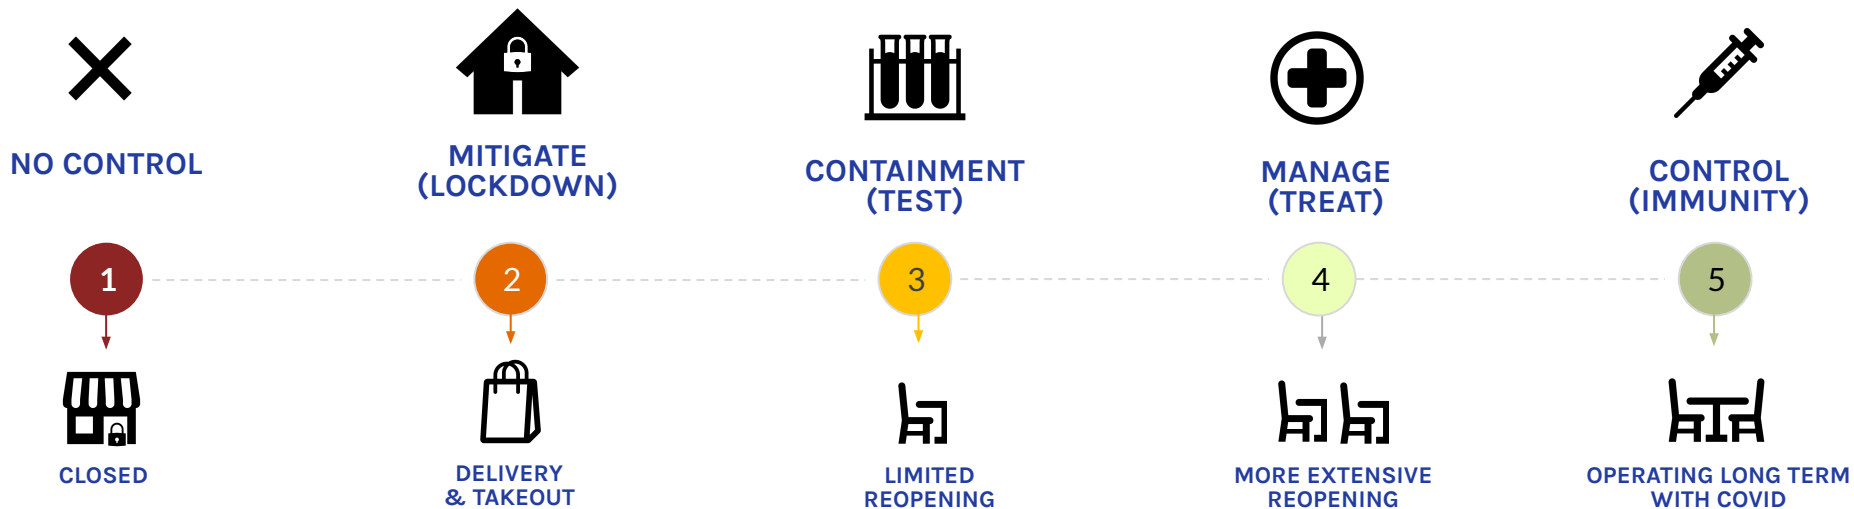 NO CONTROL
MITIGATE
(LOCKDOWN)
CONTAINMENT
(TEST)
MANAGE
(TREAT)
CONTROL
(IMMUNITY)
1
2
3
4
5
CLOSED
DELIVERY
& TAKEOUT
LIMITED
REOPENING
MORE EXTENSIVE
REOPENING
OPERATING LONG TERM
WITH COVID